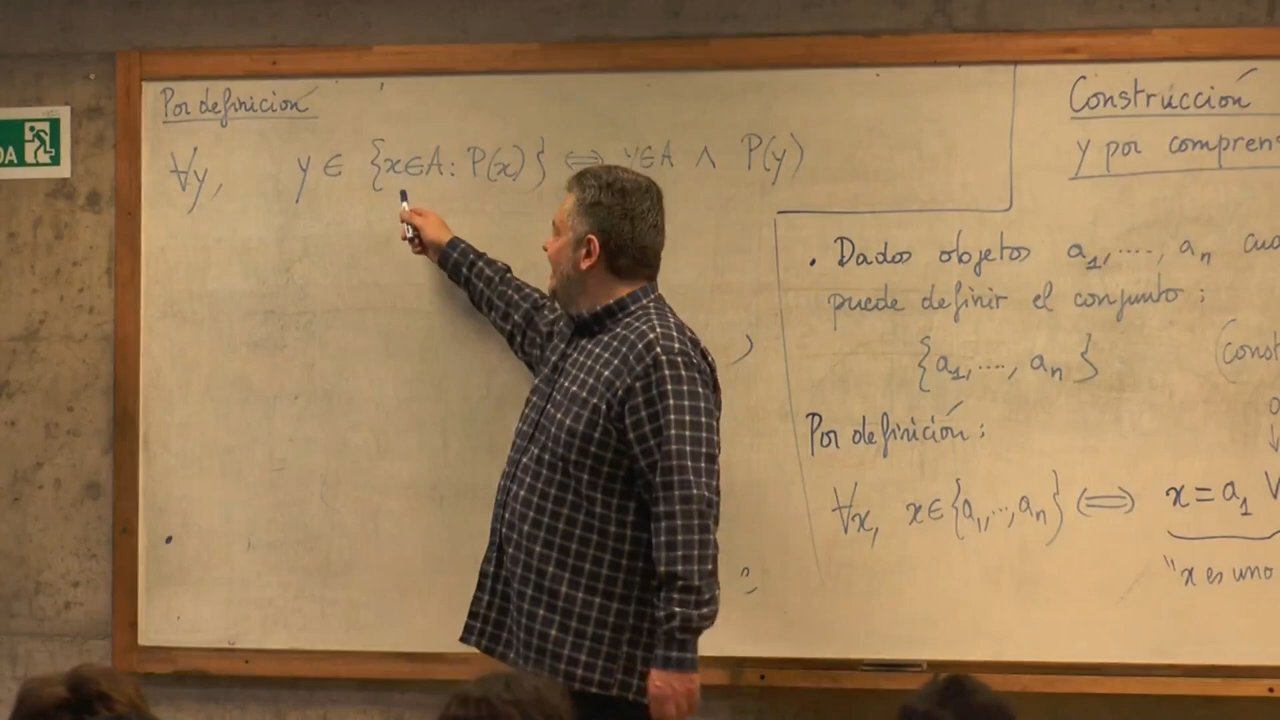 Por definición
∀y, y ∈ {x∈A: P(x)} ⟺ y∈A ∧ P(y)
Construcción
y por compren
. Dados objetos a₁,...., aₙ
puede definir el conjunto :
{a₁,...., aₙ}
(const
Por definición:
∀x, x∈{a₁,..,aₙ} ⟺ x = a₁ ∨
"x es uno
DA